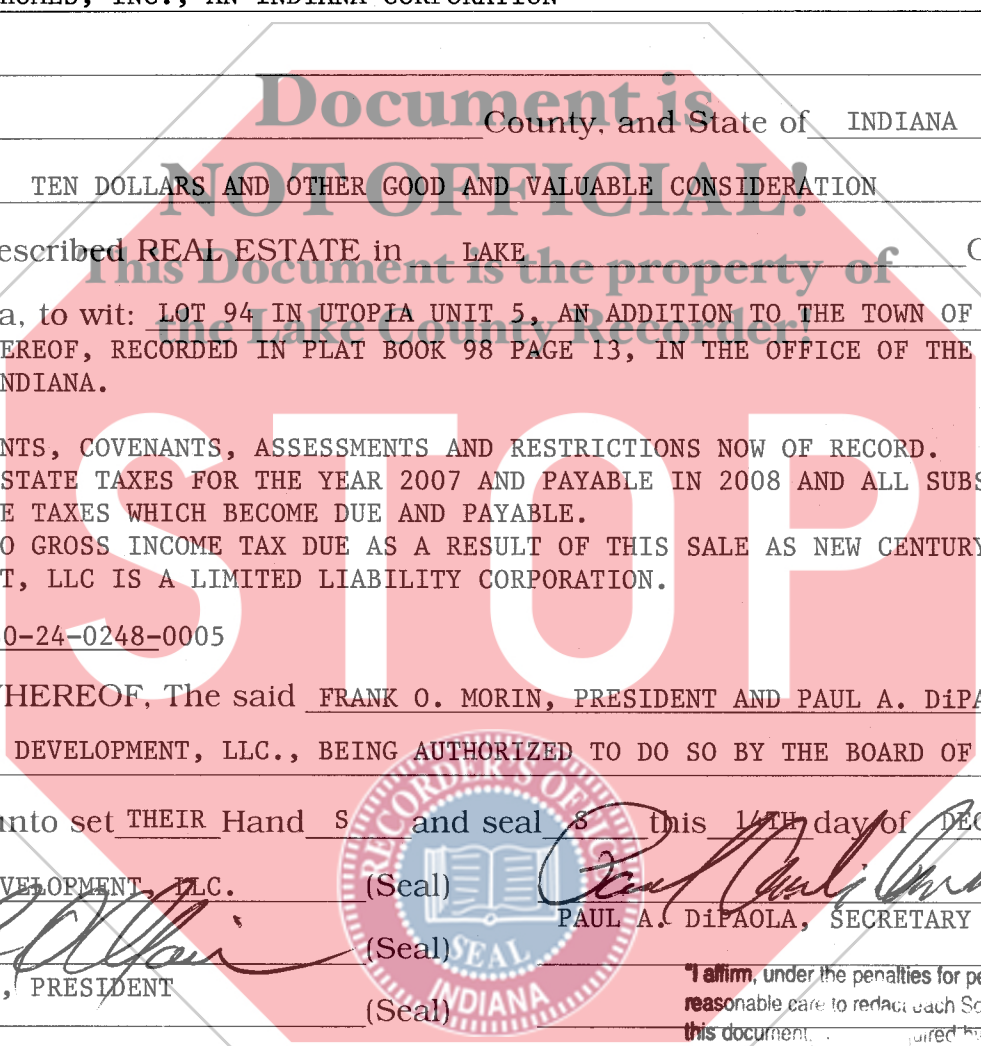 HOMES, INC., AN INDIANA CORPORATION
Document is
County, and State of INDIANA
NOT OFFICIAL!
TEN DOLLARS AND OTHER GOOD AND VALUABLE CONSIDERATION
This Document is the property of
escribed REAL ESTATE in LAKE C
the Lake County Recorder!
a, to wit: LOT 94 IN UTOPIA UNIT 5, AN ADDITION TO THE TOWN OF
EREOF, RECORDED IN PLAT BOOK 98 PAGE 13, IN THE OFFICE OF THE
NDIANA.
STOP
NTS, COVENANTS, ASSESSMENTS AND RESTRICTIONS NOW OF RECORD.
STATE TAXES FOR THE YEAR 2007 AND PAYABLE IN 2008 AND ALL SUBS
E TAXES WHICH BECOME DUE AND PAYABLE.
O GROSS INCOME TAX DUE AS A RESULT OF THIS SALE AS NEW CENTURY
T, LLC IS A LIMITED LIABILITY CORPORATION.
0-24-0248-0005
HEREOF, The said FRANK O. MORIN, PRESIDENT AND PAUL A. DiPA
DEVELOPMENT, LLC., BEING AUTHORIZED TO DO SO BY THE BOARD OF
unto set THEIR Hand S and seal S this 14TH day of DEC
RECORDER'S OFFICE
SEAL
INDIANA
VELOPMENT, LLC. (Seal)
PAUL A. DiPAOLA, SECRETARY
(Seal)
, PRESIDENT
(Seal)
"I affirm, under the penalties for pe
reasonable care to redact each So
this document